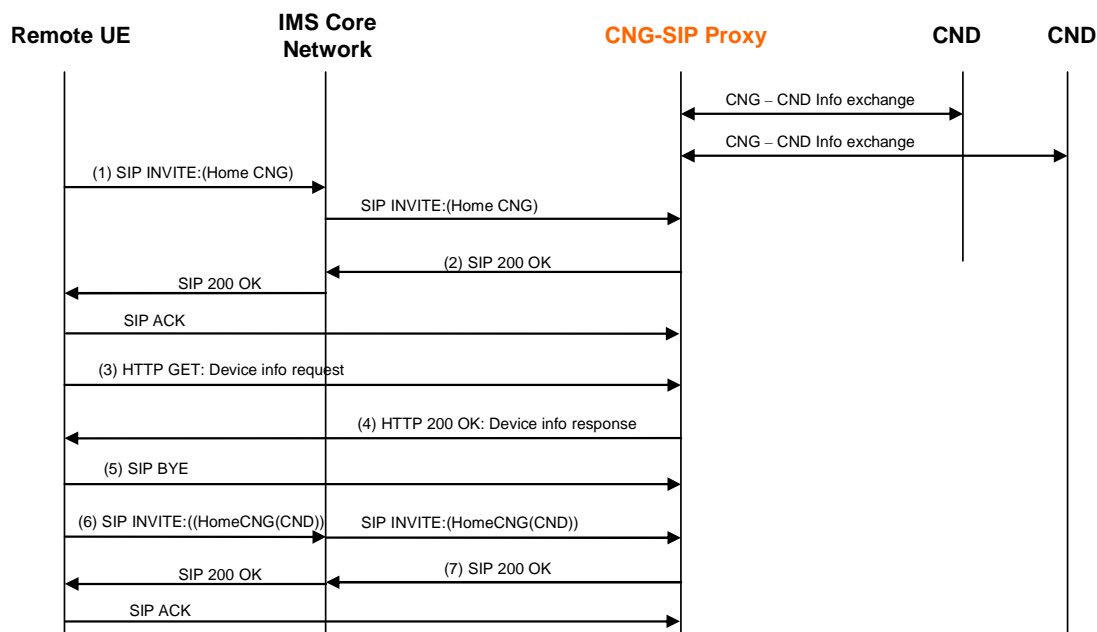 Remote UE
IMS Core
Network
CNG-SIP Proxy
CND
CND
CNG – CND Info exchange
CNG – CND Info exchange
(1) SIP INVITE:(Home CNG)
SIP INVITE:(Home CNG)
(2) SIP 200 OK
SIP 200 OK
SIP ACK
(3) HTTP GET: Device info request
(4) HTTP 200 OK: Device info response
(5) SIP BYE
(6) SIP INVITE:((HomeCNG(CND))
SIP INVITE:(HomeCNG(CND))
(7) SIP 200 OK
SIP 200 OK
SIP ACK